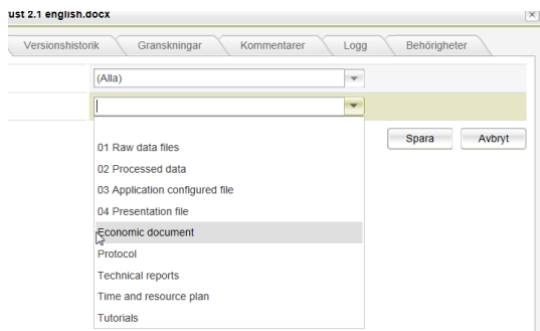 ust 2.1 english.docx
Versionshistorik Granskningar Kommentarer Logg Behörigheter
(Alla)
Spara Avbryt
01 Raw data files
02 Processed data
03 Application configured file
04 Presentation file
Economic document
Protocol
Technical reports
Time and resource plan
Tutorials